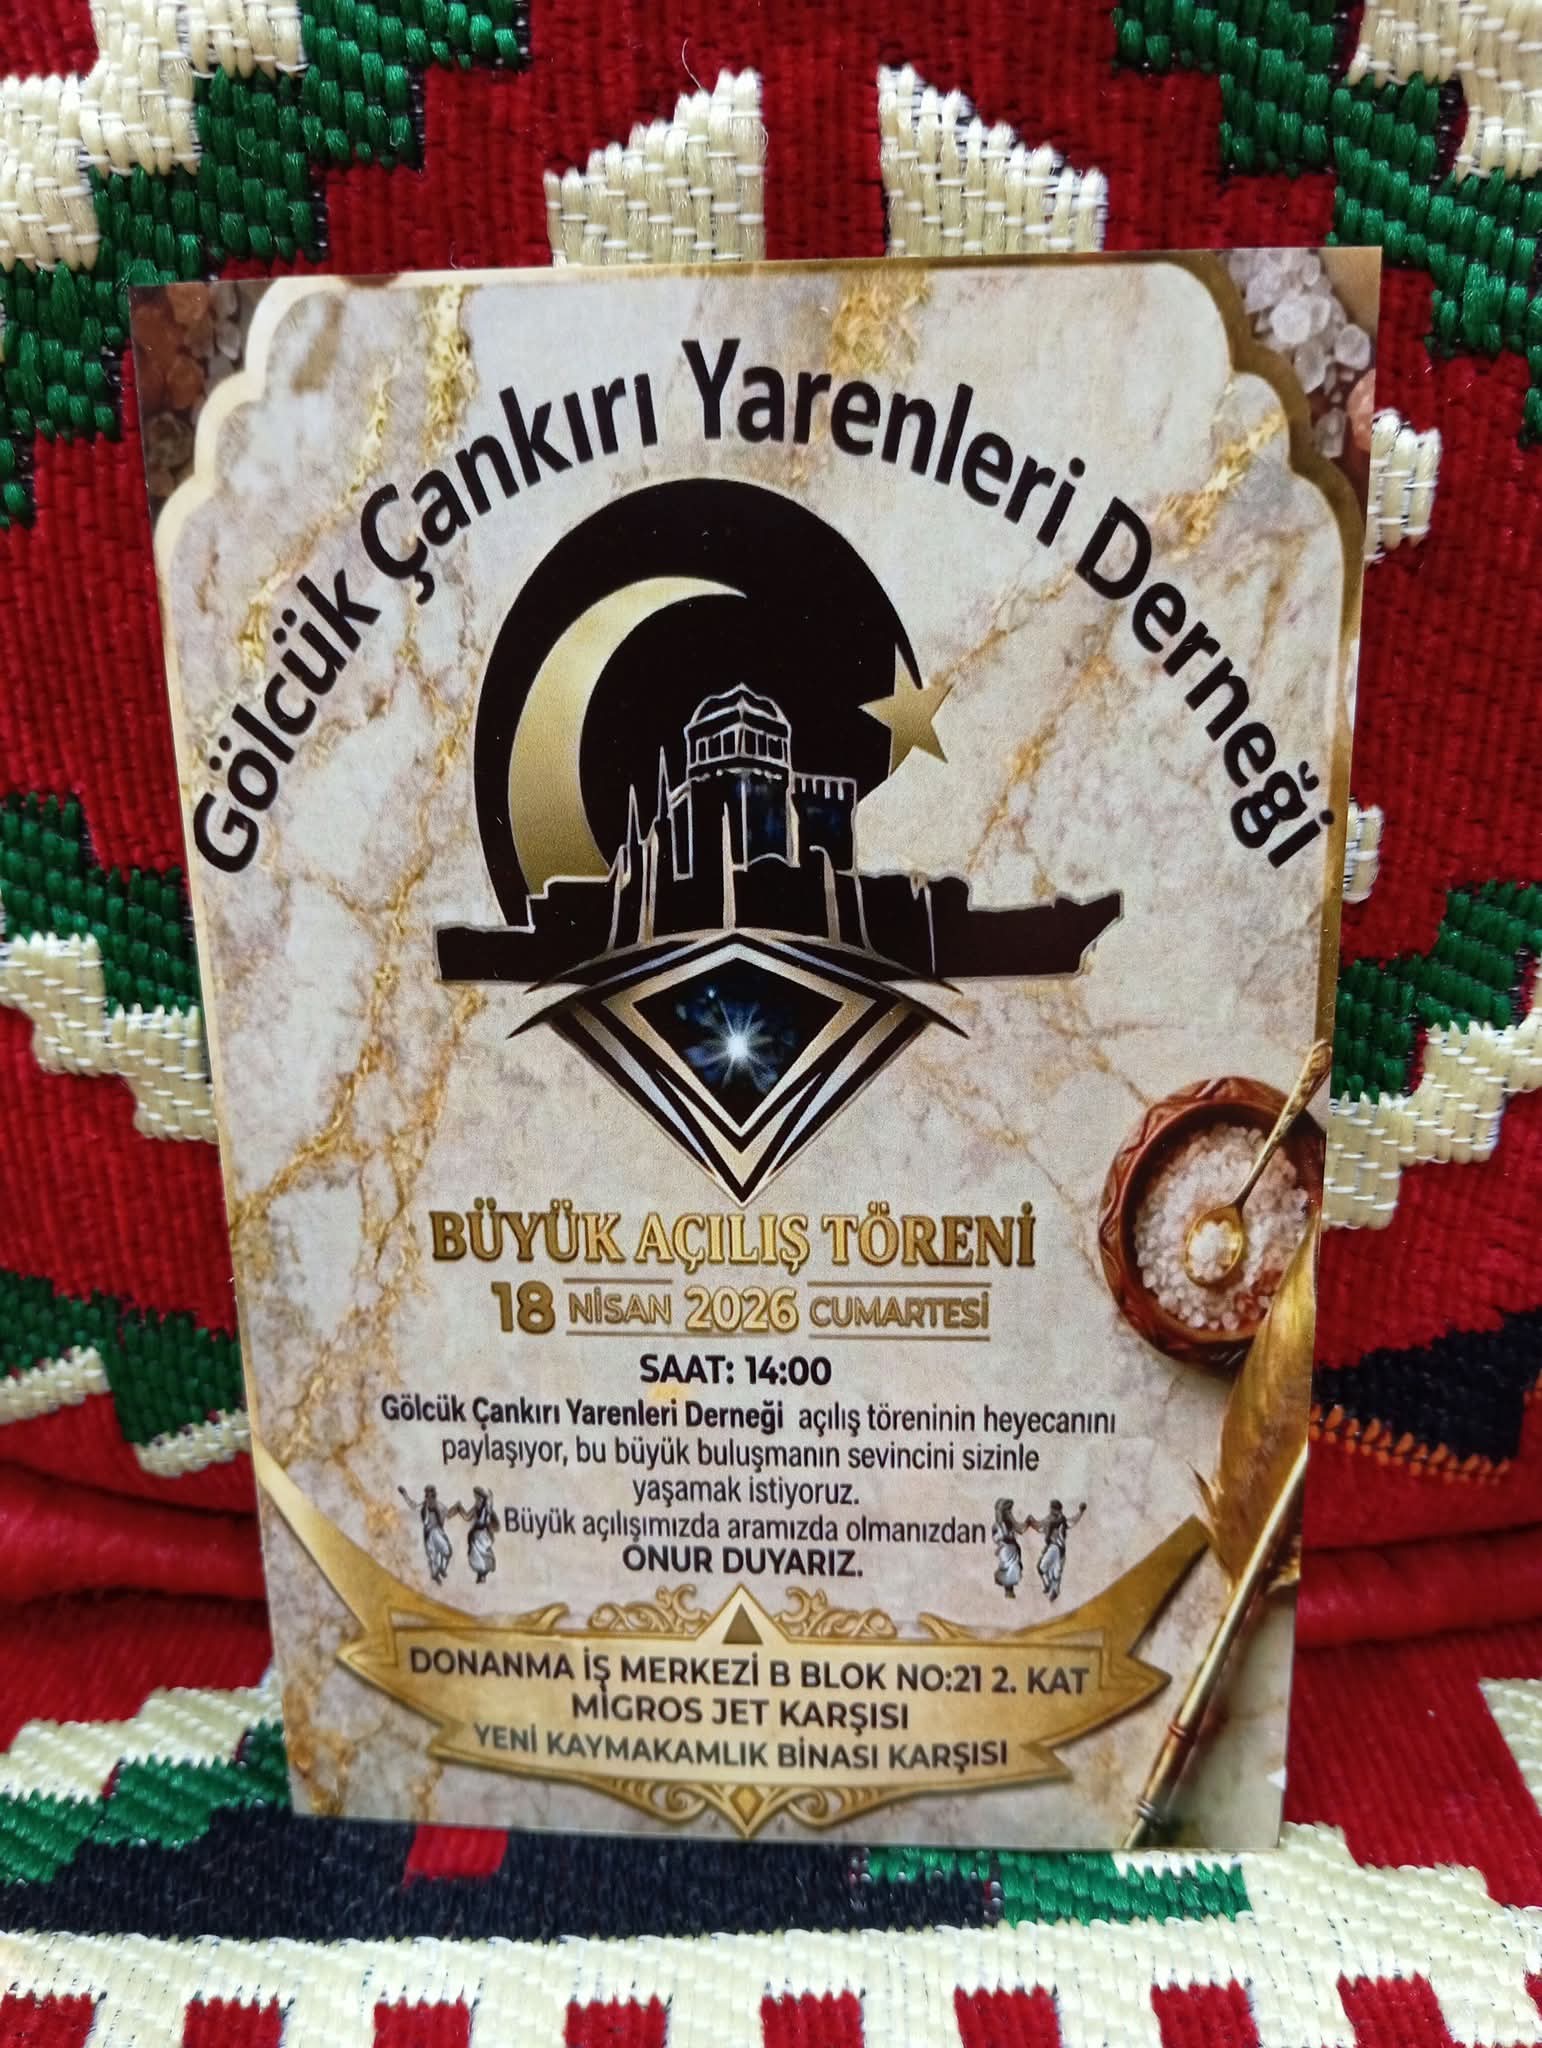 Gölcük Çankırı Yarenleri Derneği
BÜYÜK AÇILIŞ TÖRENİ
18 NİSAN 2026 CUMARTESİ
SAAT: 14:00
Gölcük Çankırı Yarenleri Derneği açılış töreninin heyecanını
paylaşıyor, bu büyük buluşmanın sevincini sizinle
yaşamak istiyoruz.
Büyük açılışımızda aramızda olmanızdan
ONUR DUYARIZ.
DONANMA İŞ MERKEZİ B BLOK NO:21 2. KAT
MİGROS JET KARŞISI
YENİ KAYMAKAMLIK BİNASI KARŞISI